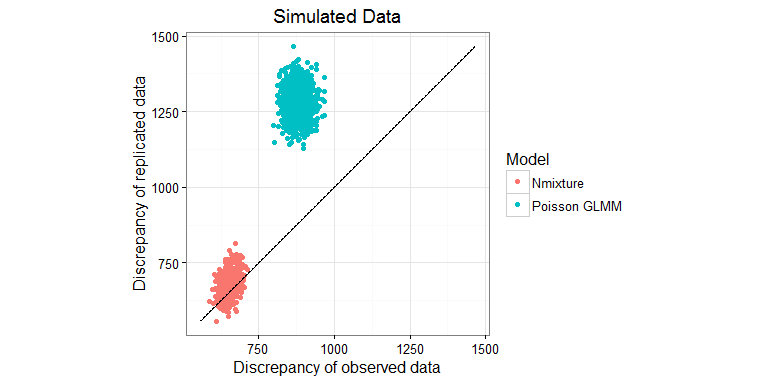 Simulated Data
1500
1250
1000
750
Discrepancy of replicated data
750
1000
1250
1500
Discrepancy of observed data
Model
Nmixture
Poisson GLMM